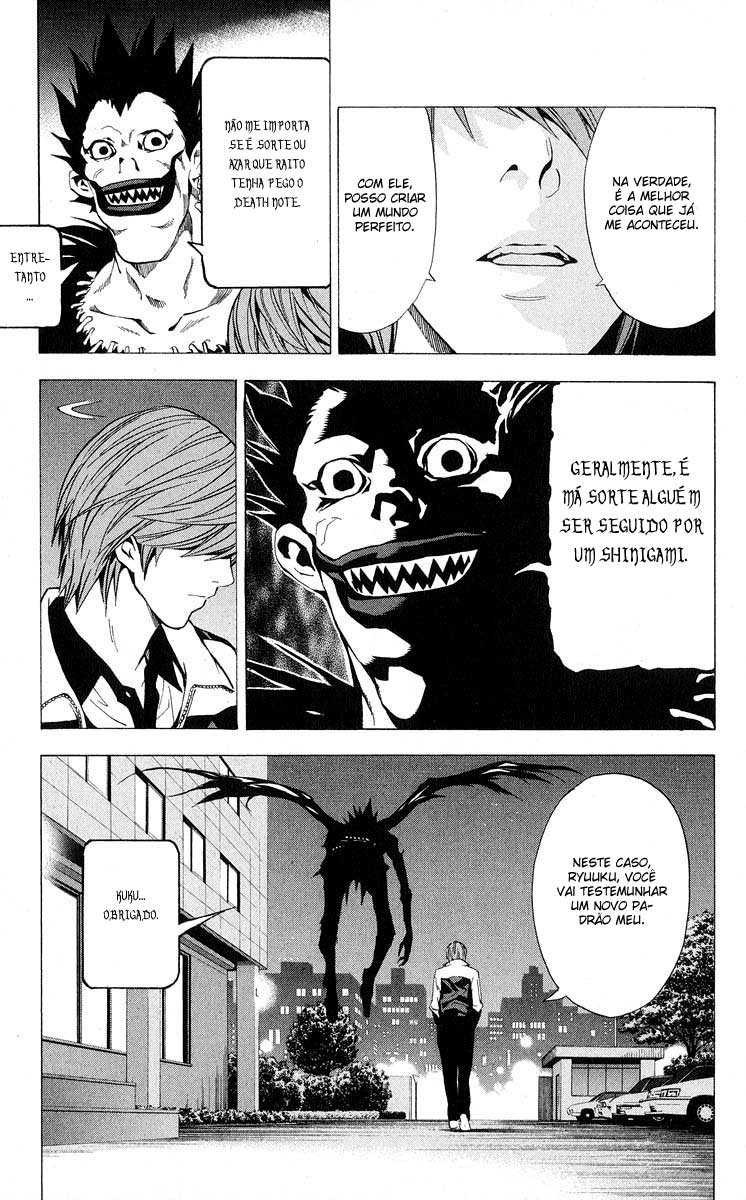 NA VERDADE,
É A MELHOR
COISA QUE JÁ
ME ACONTECEU.
COM ELE,
POSSO CRIAR
UM MUNDO
PERFEITO.
NÃO ME IMPORTA
SE É SORTE OU
AZAR QUE RAITO
TENHA PEGO O
DEATH NOTE.
ENTRE-
TANTO
...
GERALMENTE, É
MÁ SORTE ALGUÉM
SER SEGUIDO POR
UM SHINIGAMI.
NESTE CASO,
RYUUKU, VOCÊ
VAI TESTEMUNHAR
UM NOVO PA-
DRÃO MEU.
KUKU...
OBRIGADO.